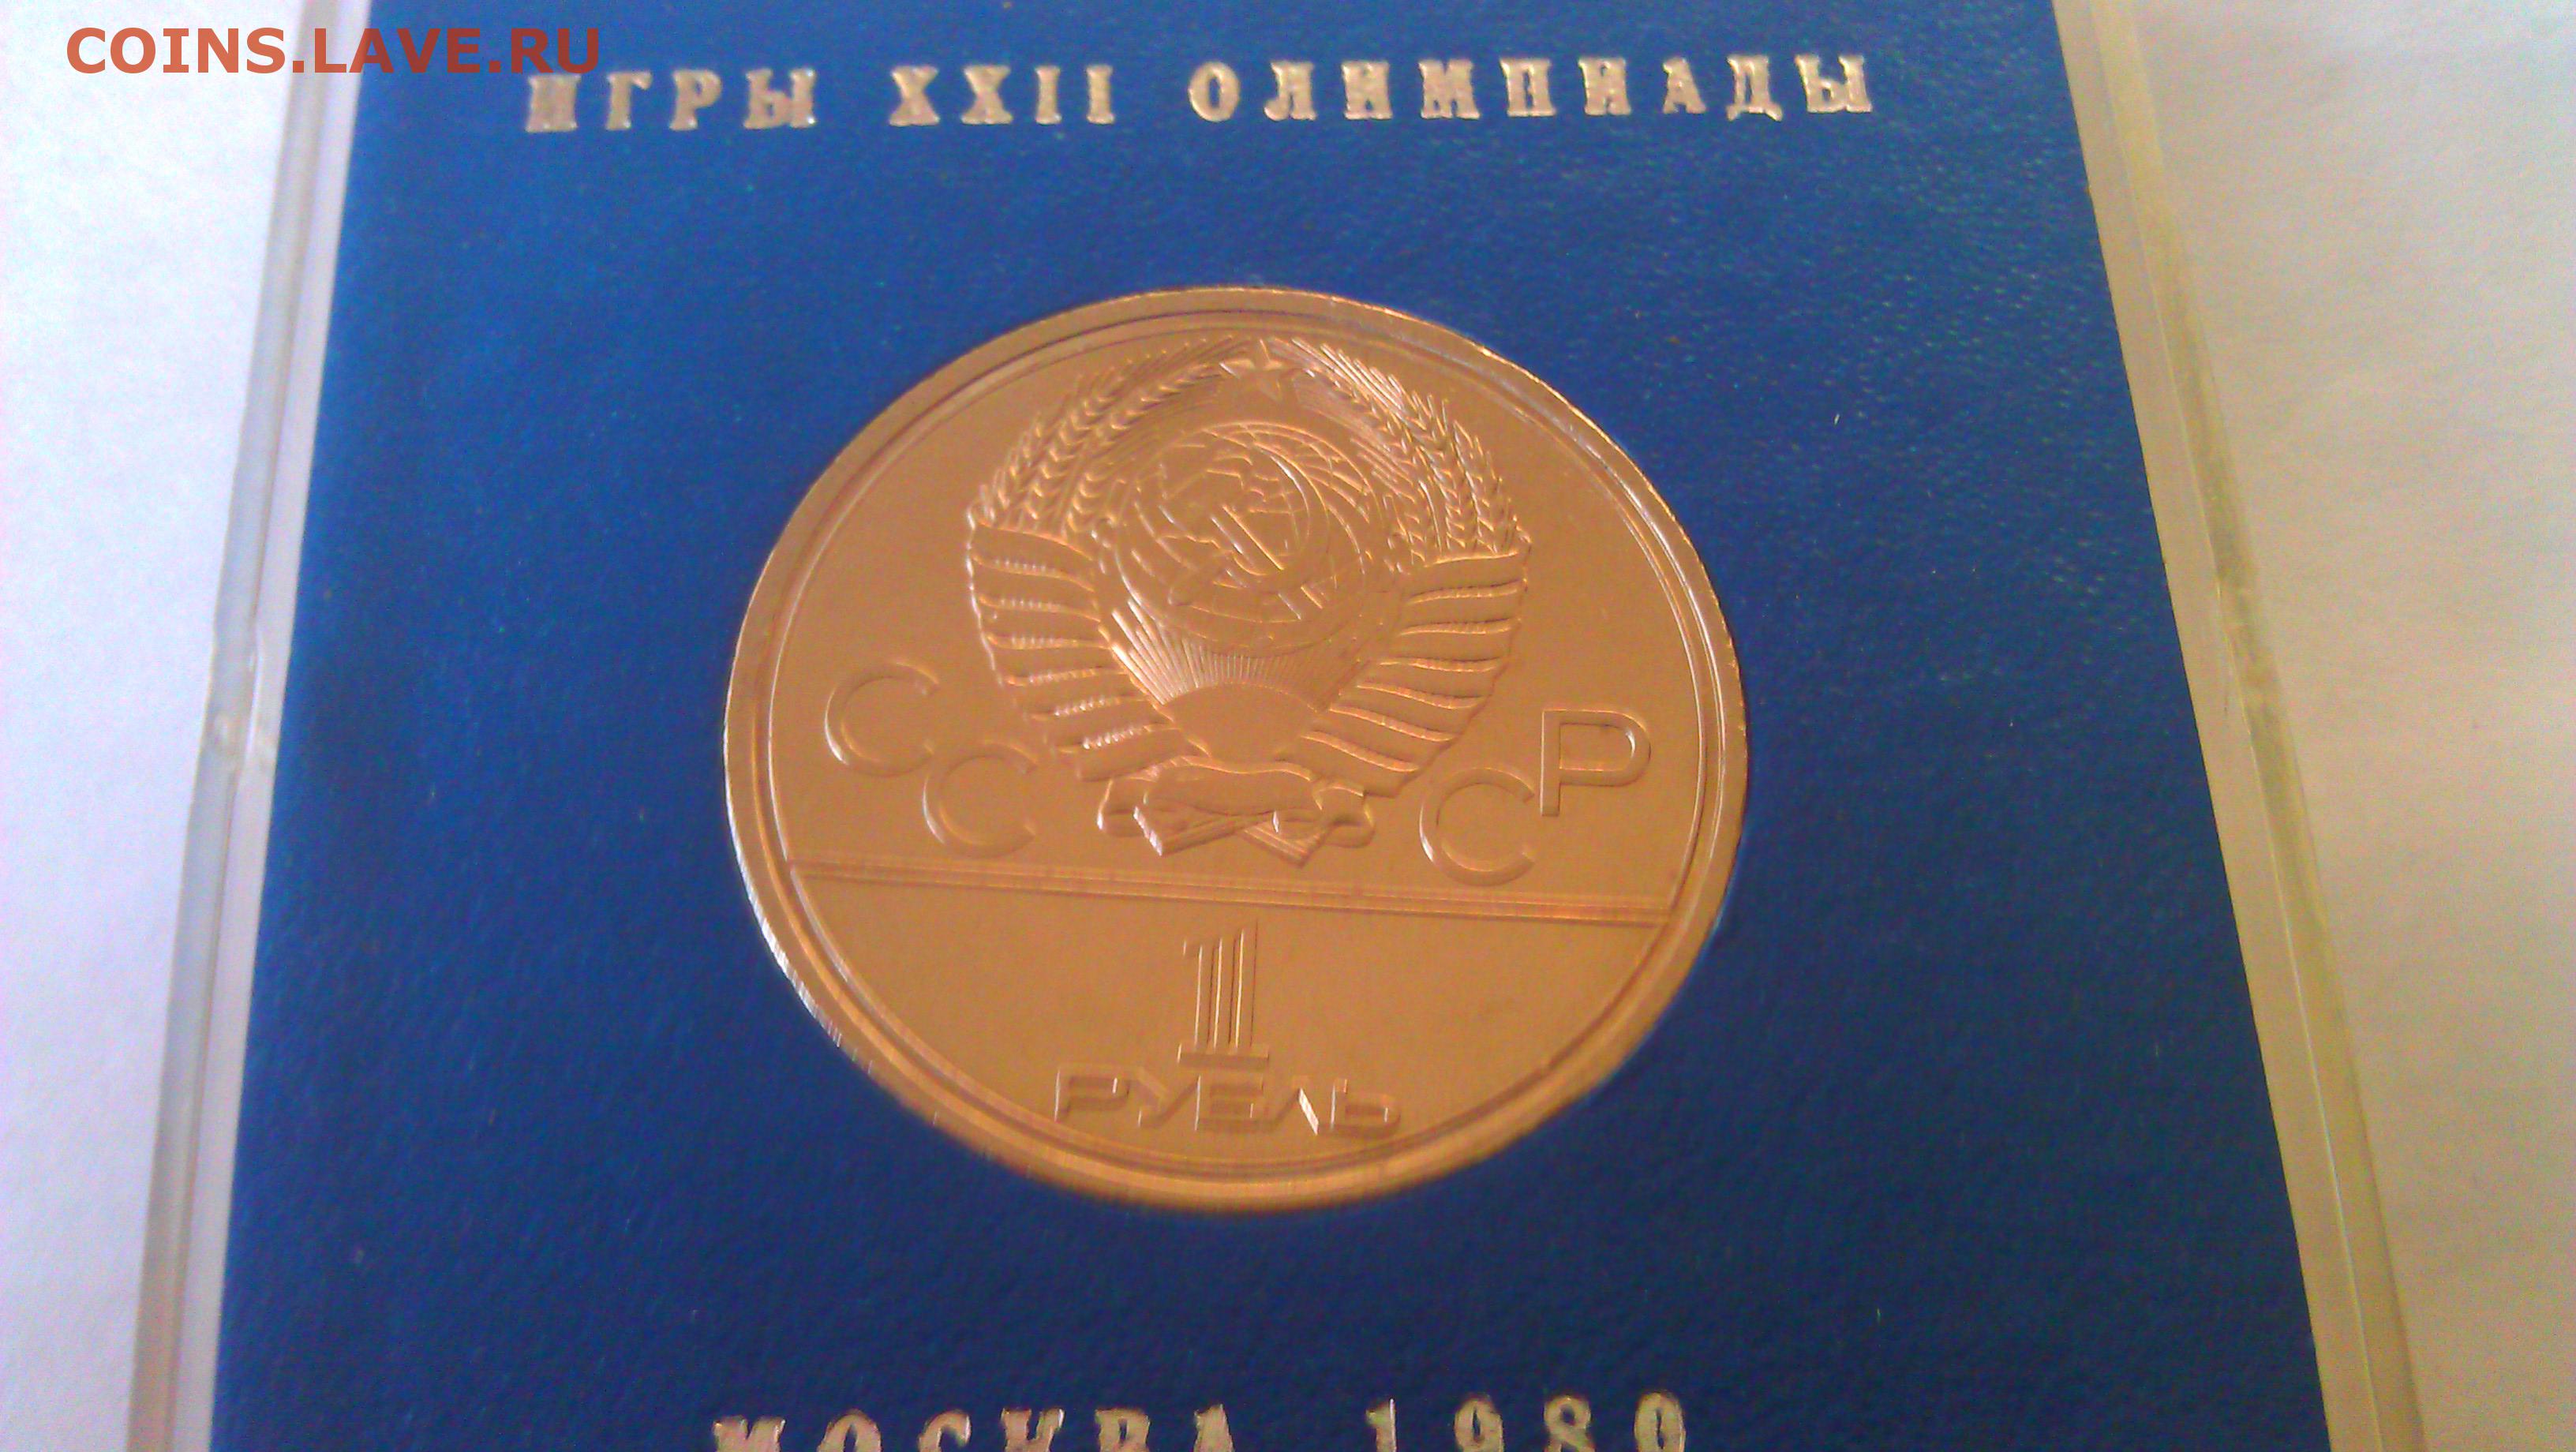 COINS.LAVE.RU
ИГРЫ XXII ОЛИМПИАДЫ
СССР
1
РУБЛЬ
МОСКВА 1980